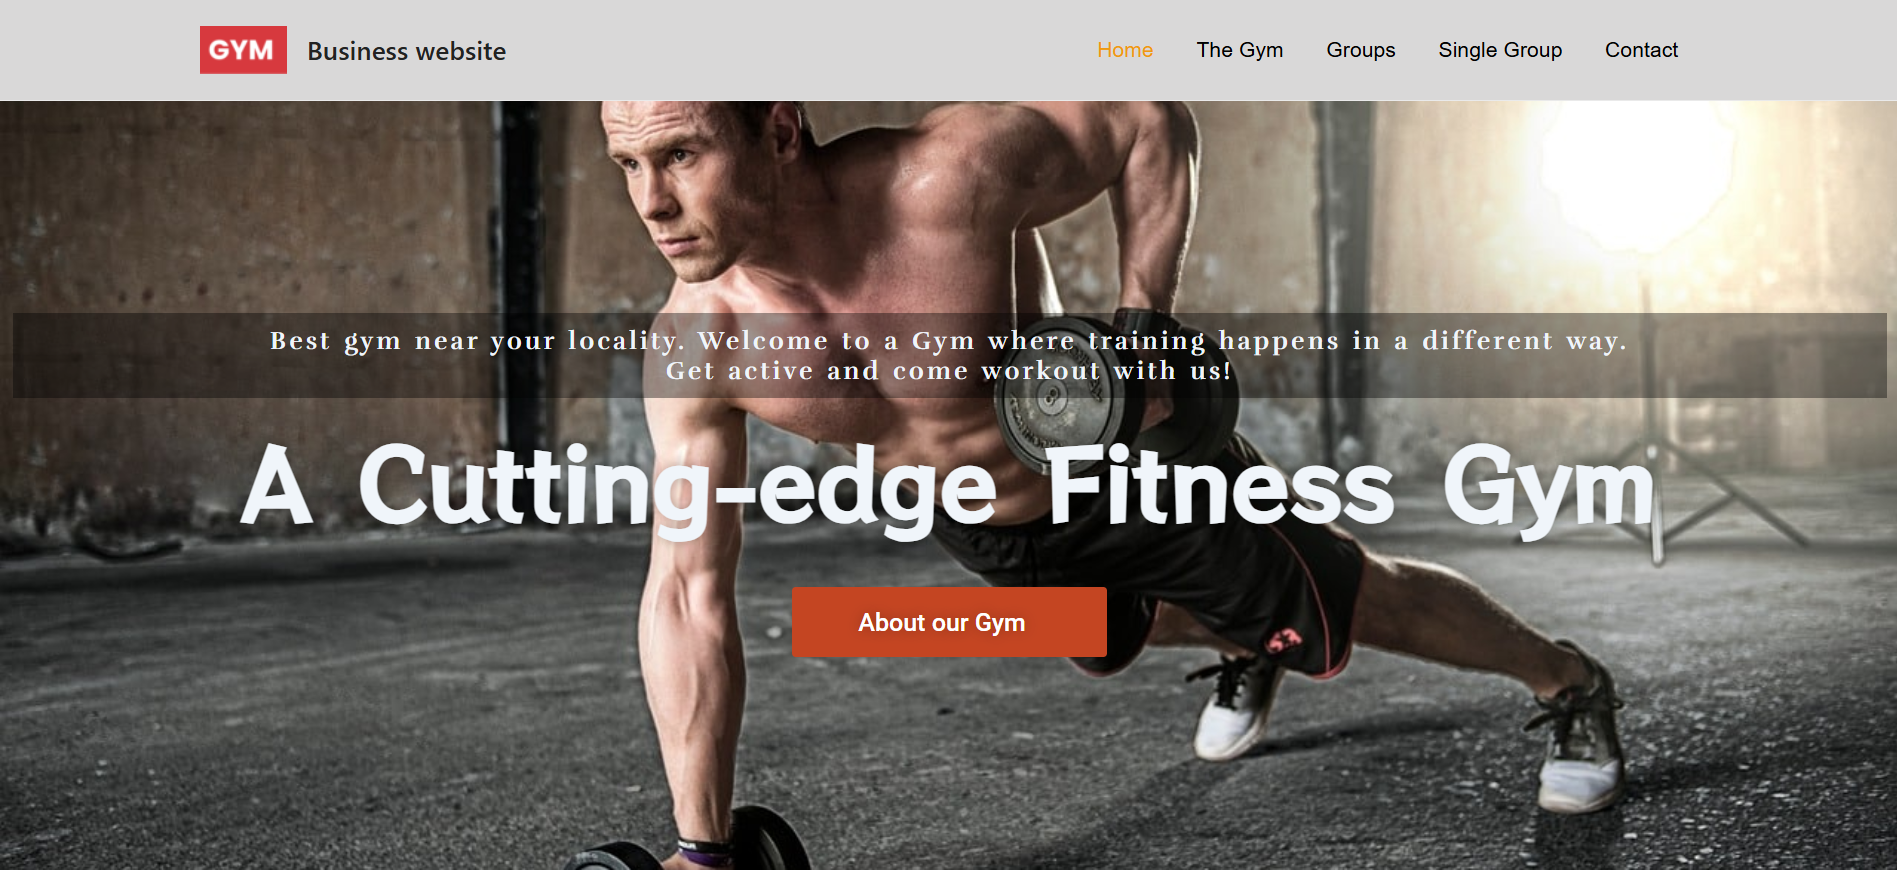 GYM
Business website
Home
The Gym
Groups
Single Group
Contact
Best gym near your locality. Welcome to a Gym where training happens in a different way.
Get active and come workout with us!
A Cutting-edge Fitness Gym
About our Gym